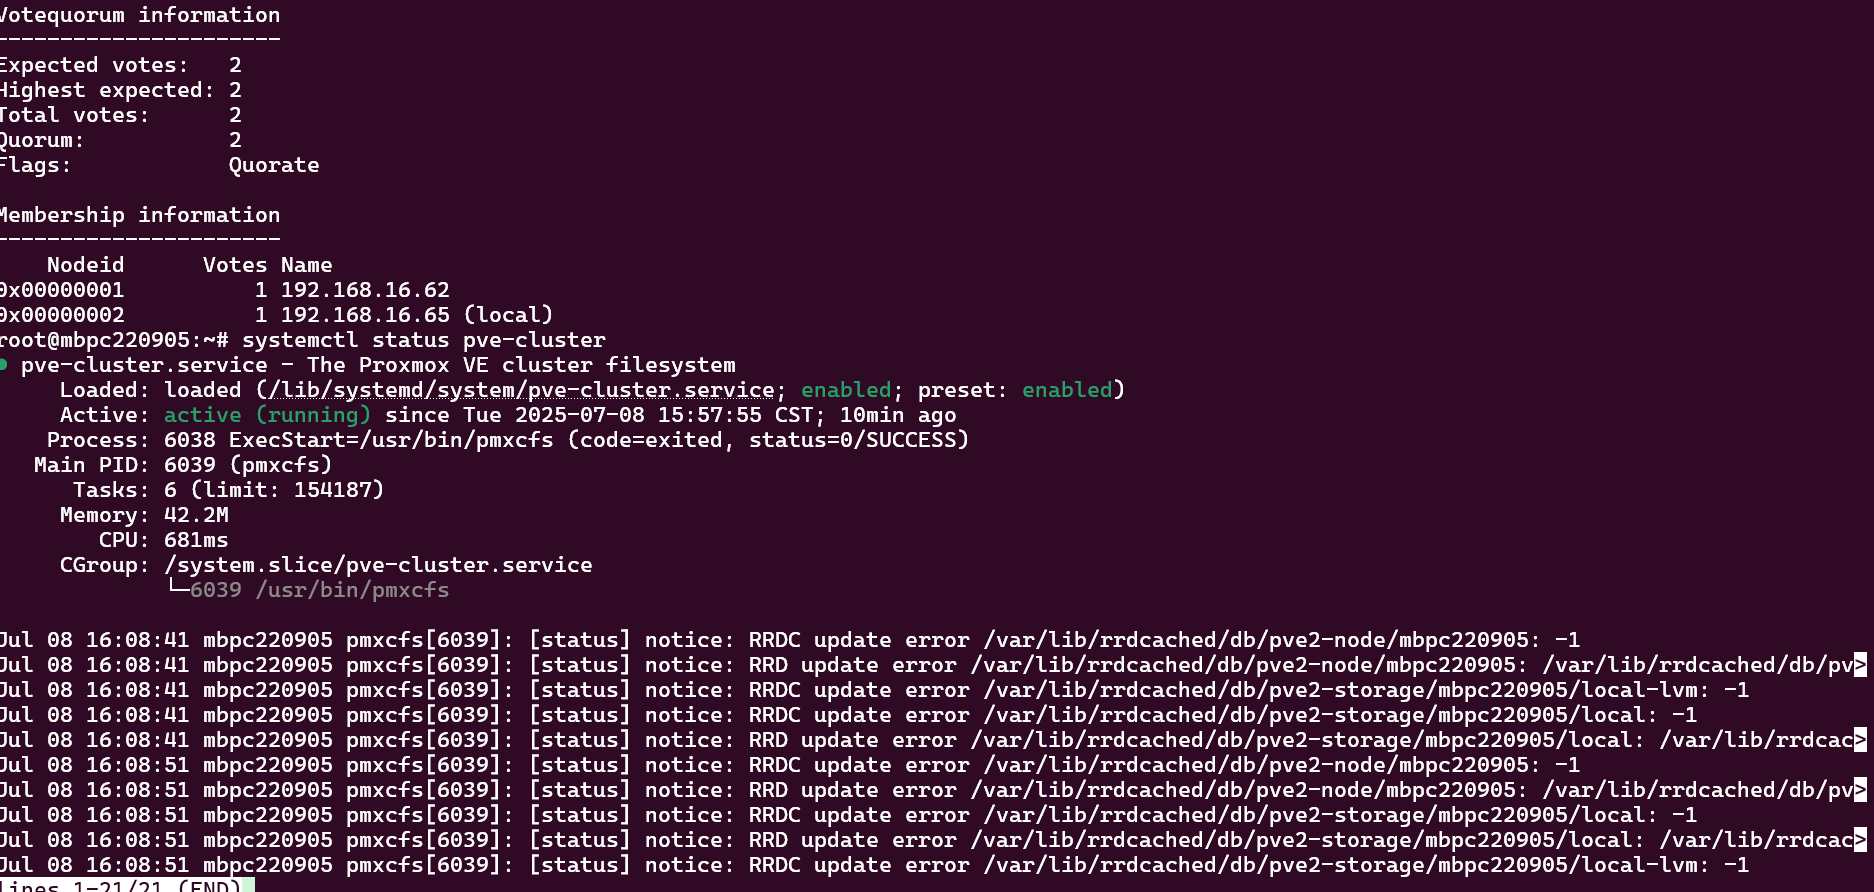 Votequorum information
----------------------
Expected votes:   2
Highest expected: 2
Total votes:      2
Quorum:           2
Flags:            Quorate

Membership information
----------------------
    Nodeid      Votes Name
0x00000001          1 192.168.16.62
0x00000002          1 192.168.16.65 (local)
root@mbpc220905:~# systemctl status pve-cluster
● pve-cluster.service - The Proxmox VE cluster filesystem
     Loaded: loaded (/lib/systemd/system/pve-cluster.service; enabled; preset: enabled)
     Active: active (running) since Tue 2025-07-08 15:57:55 CST; 10min ago
    Process: 6038 ExecStart=/usr/bin/pmxcfs (code=exited, status=0/SUCCESS)
   Main PID: 6039 (pmxcfs)
      Tasks: 6 (limit: 154187)
     Memory: 42.2M
        CPU: 681ms
     CGroup: /system.slice/pve-cluster.service
             └─6039 /usr/bin/pmxcfs

Jul 08 16:08:41 mbpc220905 pmxcfs[6039]: [status] notice: RRDC update error /var/lib/rrdcached/db/pve2-node/mbpc220905: -1
Jul 08 16:08:41 mbpc220905 pmxcfs[6039]: [status] notice: RRD update error /var/lib/rrdcached/db/pve2-node/mbpc220905: /var/lib/rrdcached/db/pv>
Jul 08 16:08:41 mbpc220905 pmxcfs[6039]: [status] notice: RRDC update error /var/lib/rrdcached/db/pve2-storage/mbpc220905/local-lvm: -1
Jul 08 16:08:41 mbpc220905 pmxcfs[6039]: [status] notice: RRDC update error /var/lib/rrdcached/db/pve2-storage/mbpc220905/local: -1
Jul 08 16:08:41 mbpc220905 pmxcfs[6039]: [status] notice: RRD update error /var/lib/rrdcached/db/pve2-storage/mbpc220905/local: /var/lib/rrdcac>
Jul 08 16:08:51 mbpc220905 pmxcfs[6039]: [status] notice: RRDC update error /var/lib/rrdcached/db/pve2-node/mbpc220905: -1
Jul 08 16:08:51 mbpc220905 pmxcfs[6039]: [status] notice: RRD update error /var/lib/rrdcached/db/pve2-node/mbpc220905: /var/lib/rrdcached/db/pv>
Jul 08 16:08:51 mbpc220905 pmxcfs[6039]: [status] notice: RRDC update error /var/lib/rrdcached/db/pve2-storage/mbpc220905/local: -1
Jul 08 16:08:51 mbpc220905 pmxcfs[6039]: [status] notice: RRD update error /var/lib/rrdcached/db/pve2-storage/mbpc220905/local: /var/lib/rrdcac>
Jul 08 16:08:51 mbpc220905 pmxcfs[6039]: [status] notice: RRDC update error /var/lib/rrdcached/db/pve2-storage/mbpc220905/local-lvm: -1
lines 1-21/21 (END)